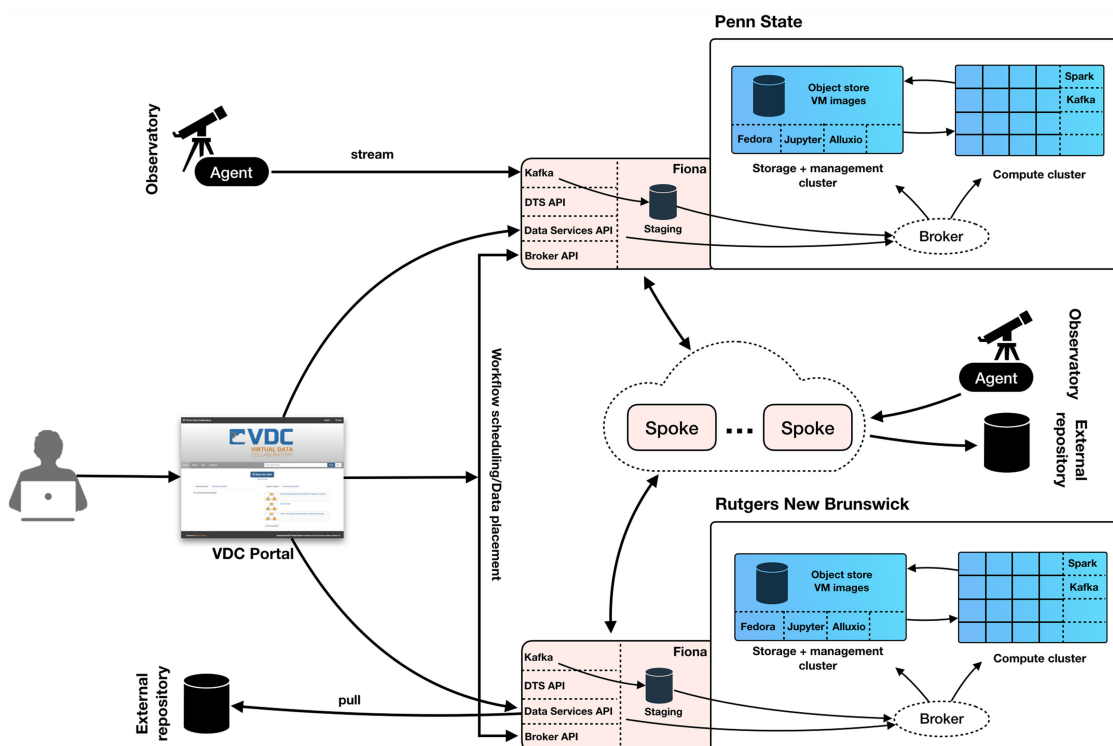 Penn State
Observatory
Agent
stream
Kafka
DTS API
Data Services API
Broker API
Fiona
Staging
Object store
VM images
Fedora
Jupyter
Alluxio
Storage + management
cluster
Spark
Kafka
Compute cluster
Broker
Workflow scheduling/Data placement
VDC
VIRTUAL DATA
COLLABORATORY
VDC Portal
Spoke
...
Spoke
Observatory
Agent
External
repository
Rutgers New Brunswick
Object store
VM images
Fedora
Jupyter
Alluxio
Storage + management
cluster
Spark
Kafka
Compute cluster
Broker
Kafka
DTS API
Data Services API
Broker API
Fiona
Staging
External
repository
pull